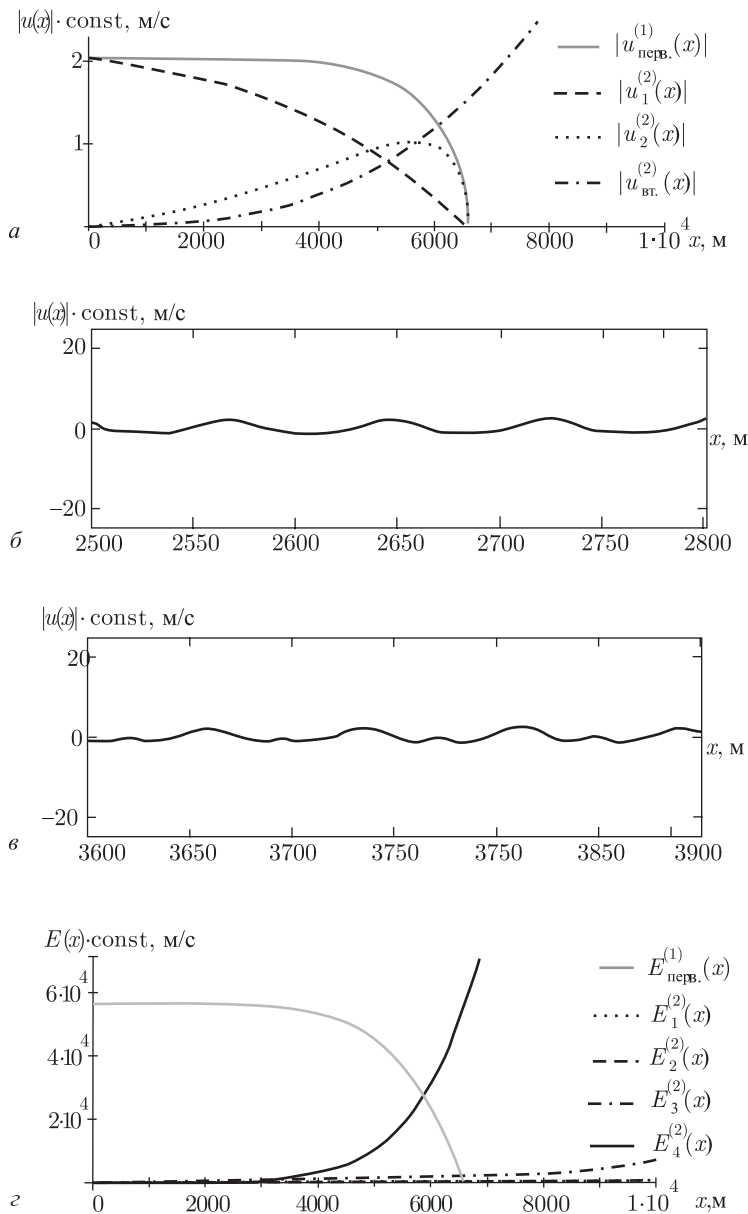 |u(x)|·const, м/с
2
1
|u^{(1)}_{перв.}(x)|
|u^{(2)}_{1}(x)|
|u^{(2)}_{2}(x)|
|u^{(2)}_{вт.}(x)|
а
0 2000 4000 6000 8000 1·10^4 x, м
|u(x)|·const, м/с
20
0
−20
x, м
б
2500 2550 2600 2650 2700 2750 2800
|u(x)|·const, м/с
20
0
−20
x, м
в
3600 3650 3700 3750 3750 3850 3900
E(x)·const, м/с
6·10^4
4·10^4
2·10^4
E^{(1)}_{перв.}(x)
E^{(2)}_{1}(x)
E^{(2)}_{2}(x)
E^{(2)}_{3}(x)
E^{(2)}_{4}(x)
г
0 2000 4000 6000 8000 1·10^4 x,м